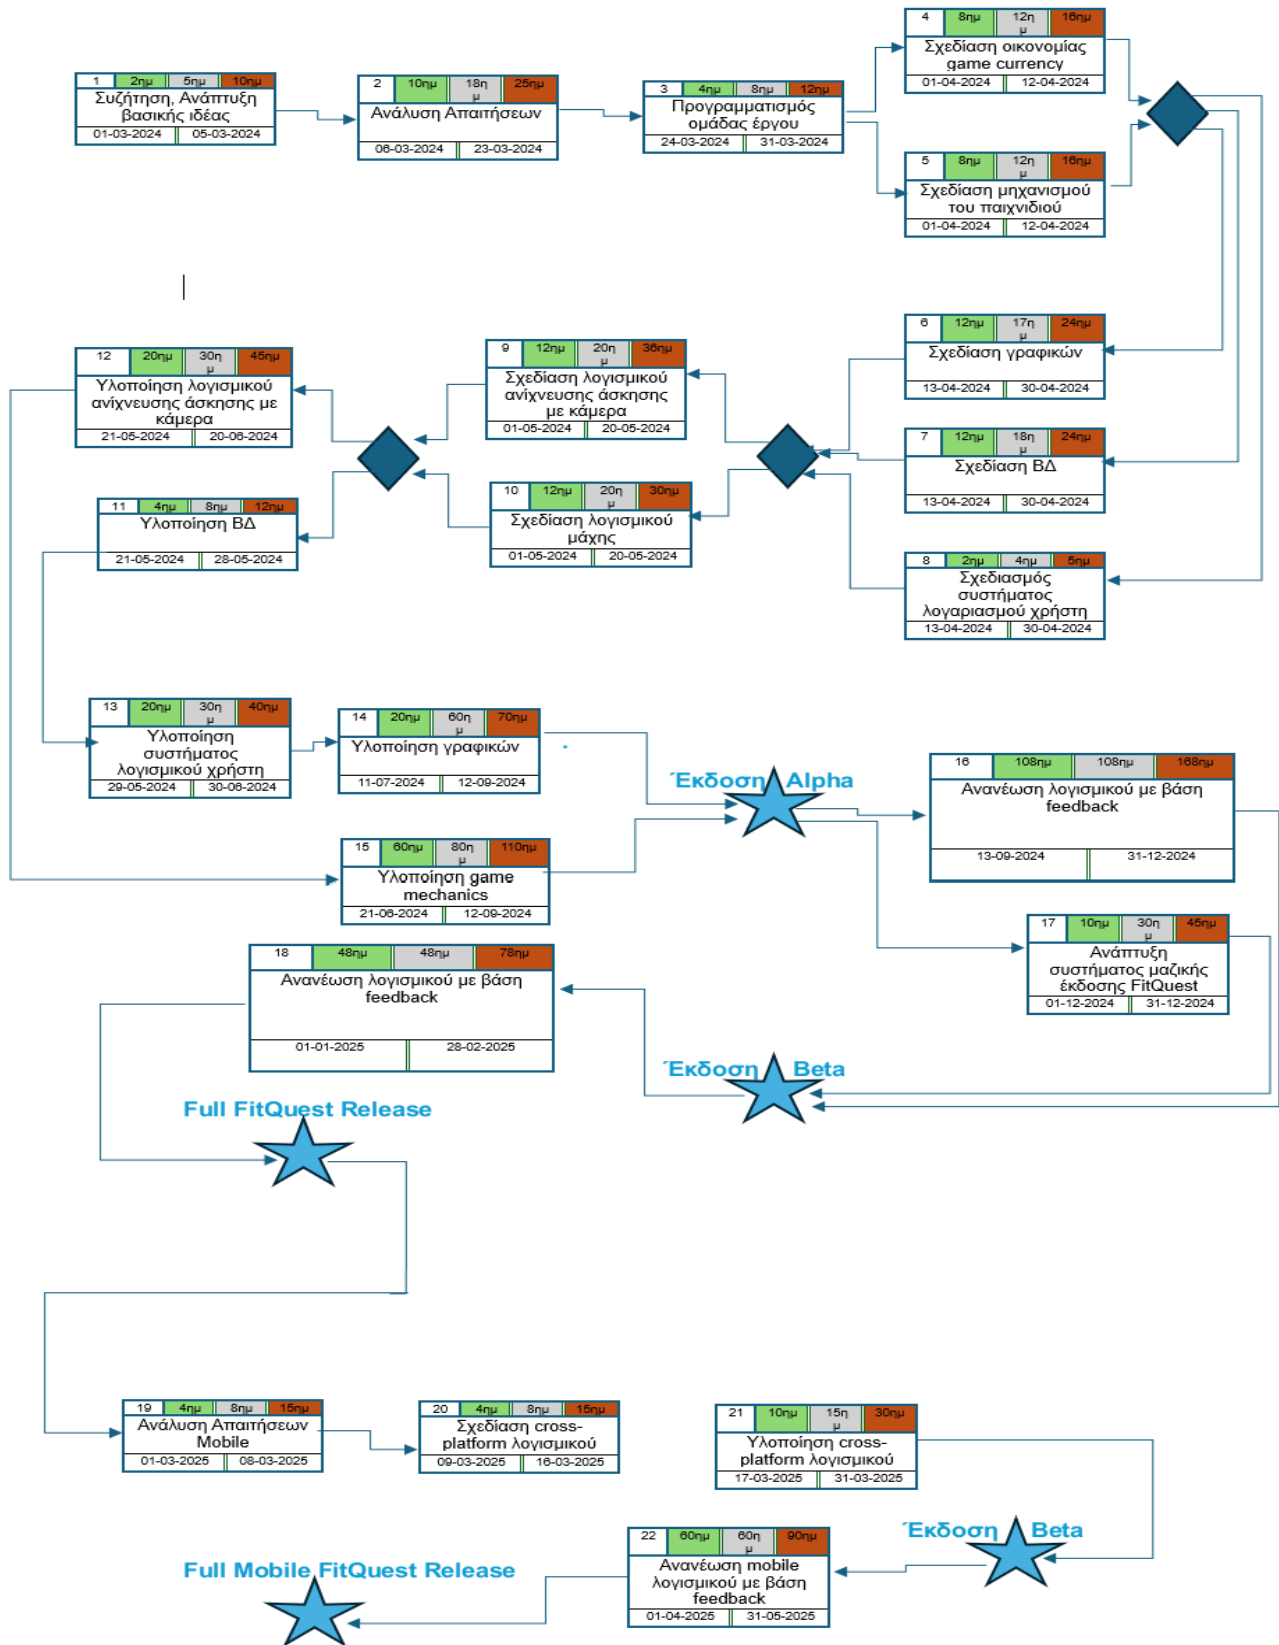 1 2ημ 5ημ 10ημ
Συζήτηση, Ανάπτυξη
βασικής ιδέας
01-03-2024 05-03-2024
2 10ημ 18η
μ 25ημ
Ανάλυση Απαιτήσεων
06-03-2024 23-03-2024
3 4ημ 8ημ 12ημ
Προγραμματισμός
ομάδας έργου
24-03-2024 31-03-2024
4 8ημ 12η
μ 16ημ
Σχεδίαση οικονομίας
game currency
01-04-2024 12-04-2024
5 8ημ 12η
μ 16ημ
Σχεδίαση μηχανισμού
του παιχνιδιού
01-04-2024 12-04-2024
6 12ημ 17η
μ 24ημ
Σχεδίαση γραφικών
13-04-2024 30-04-2024
7 12ημ 18η
μ 24ημ
Σχεδίαση ΒΔ
13-04-2024 30-04-2024
8 2ημ 4ημ 5ημ
Σχεδιασμός
συστήματος
λογαριασμού χρήστη
13-04-2024 30-04-2024
9 12ημ 20η
μ 36ημ
Σχεδίαση λογισμικού
ανίχνευσης άσκησης
με κάμερα
01-05-2024 20-05-2024
10 12ημ 20η
μ 30ημ
Σχεδίαση λογισμικού
μάχης
01-05-2024 20-05-2024
12 20ημ 30η
μ 45ημ
Υλοποίηση λογισμικού
ανίχνευσης άσκησης με
κάμερα
21-05-2024 20-06-2024
11 4ημ 8ημ 12ημ
Υλοποίηση ΒΔ
21-05-2024 28-05-2024
13 20ημ 30η
μ 40ημ
Υλοποίηση
συστήματος
λογισμικού χρήστη
29-05-2024 30-06-2024
14 20ημ 60η
μ 70ημ
Υλοποίηση γραφικών
11-07-2024 12-09-2024
15 60ημ 80η
μ 110ημ
Υλοποίηση game
mechanics
21-06-2024 12-09-2024
Έκδοση Alpha
16 108ημ 108ημ 168ημ
Ανανέωση λογισμικού με βάση
feedback
13-09-2024 31-12-2024
17 10ημ 30η
μ 45ημ
Ανάπτυξη
συστήματος μαζικής
έκδοσης FitQuest
01-12-2024 31-12-2024
18 48ημ 48ημ 78ημ
Ανανέωση λογισμικού με βάση
feedback
01-01-2025 28-02-2025
Έκδοση Beta
Full FitQuest Release
19 4ημ 8ημ 15ημ
Ανάλυση Απαιτήσεων
Mobile
01-03-2025 08-03-2025
20 4ημ 8ημ 15ημ
Σχεδίαση cross-
platform λογισμικού
09-03-2025 16-03-2025
21 10ημ 15η
μ 30ημ
Υλοποίηση cross-
platform λογισμικού
17-03-2025 31-03-2025
Έκδοση Beta
22 60ημ 60η
μ 90ημ
Ανανέωση mobile
λογισμικού με βάση
feedback
01-04-2025 31-05-2025
Full Mobile FitQuest Release